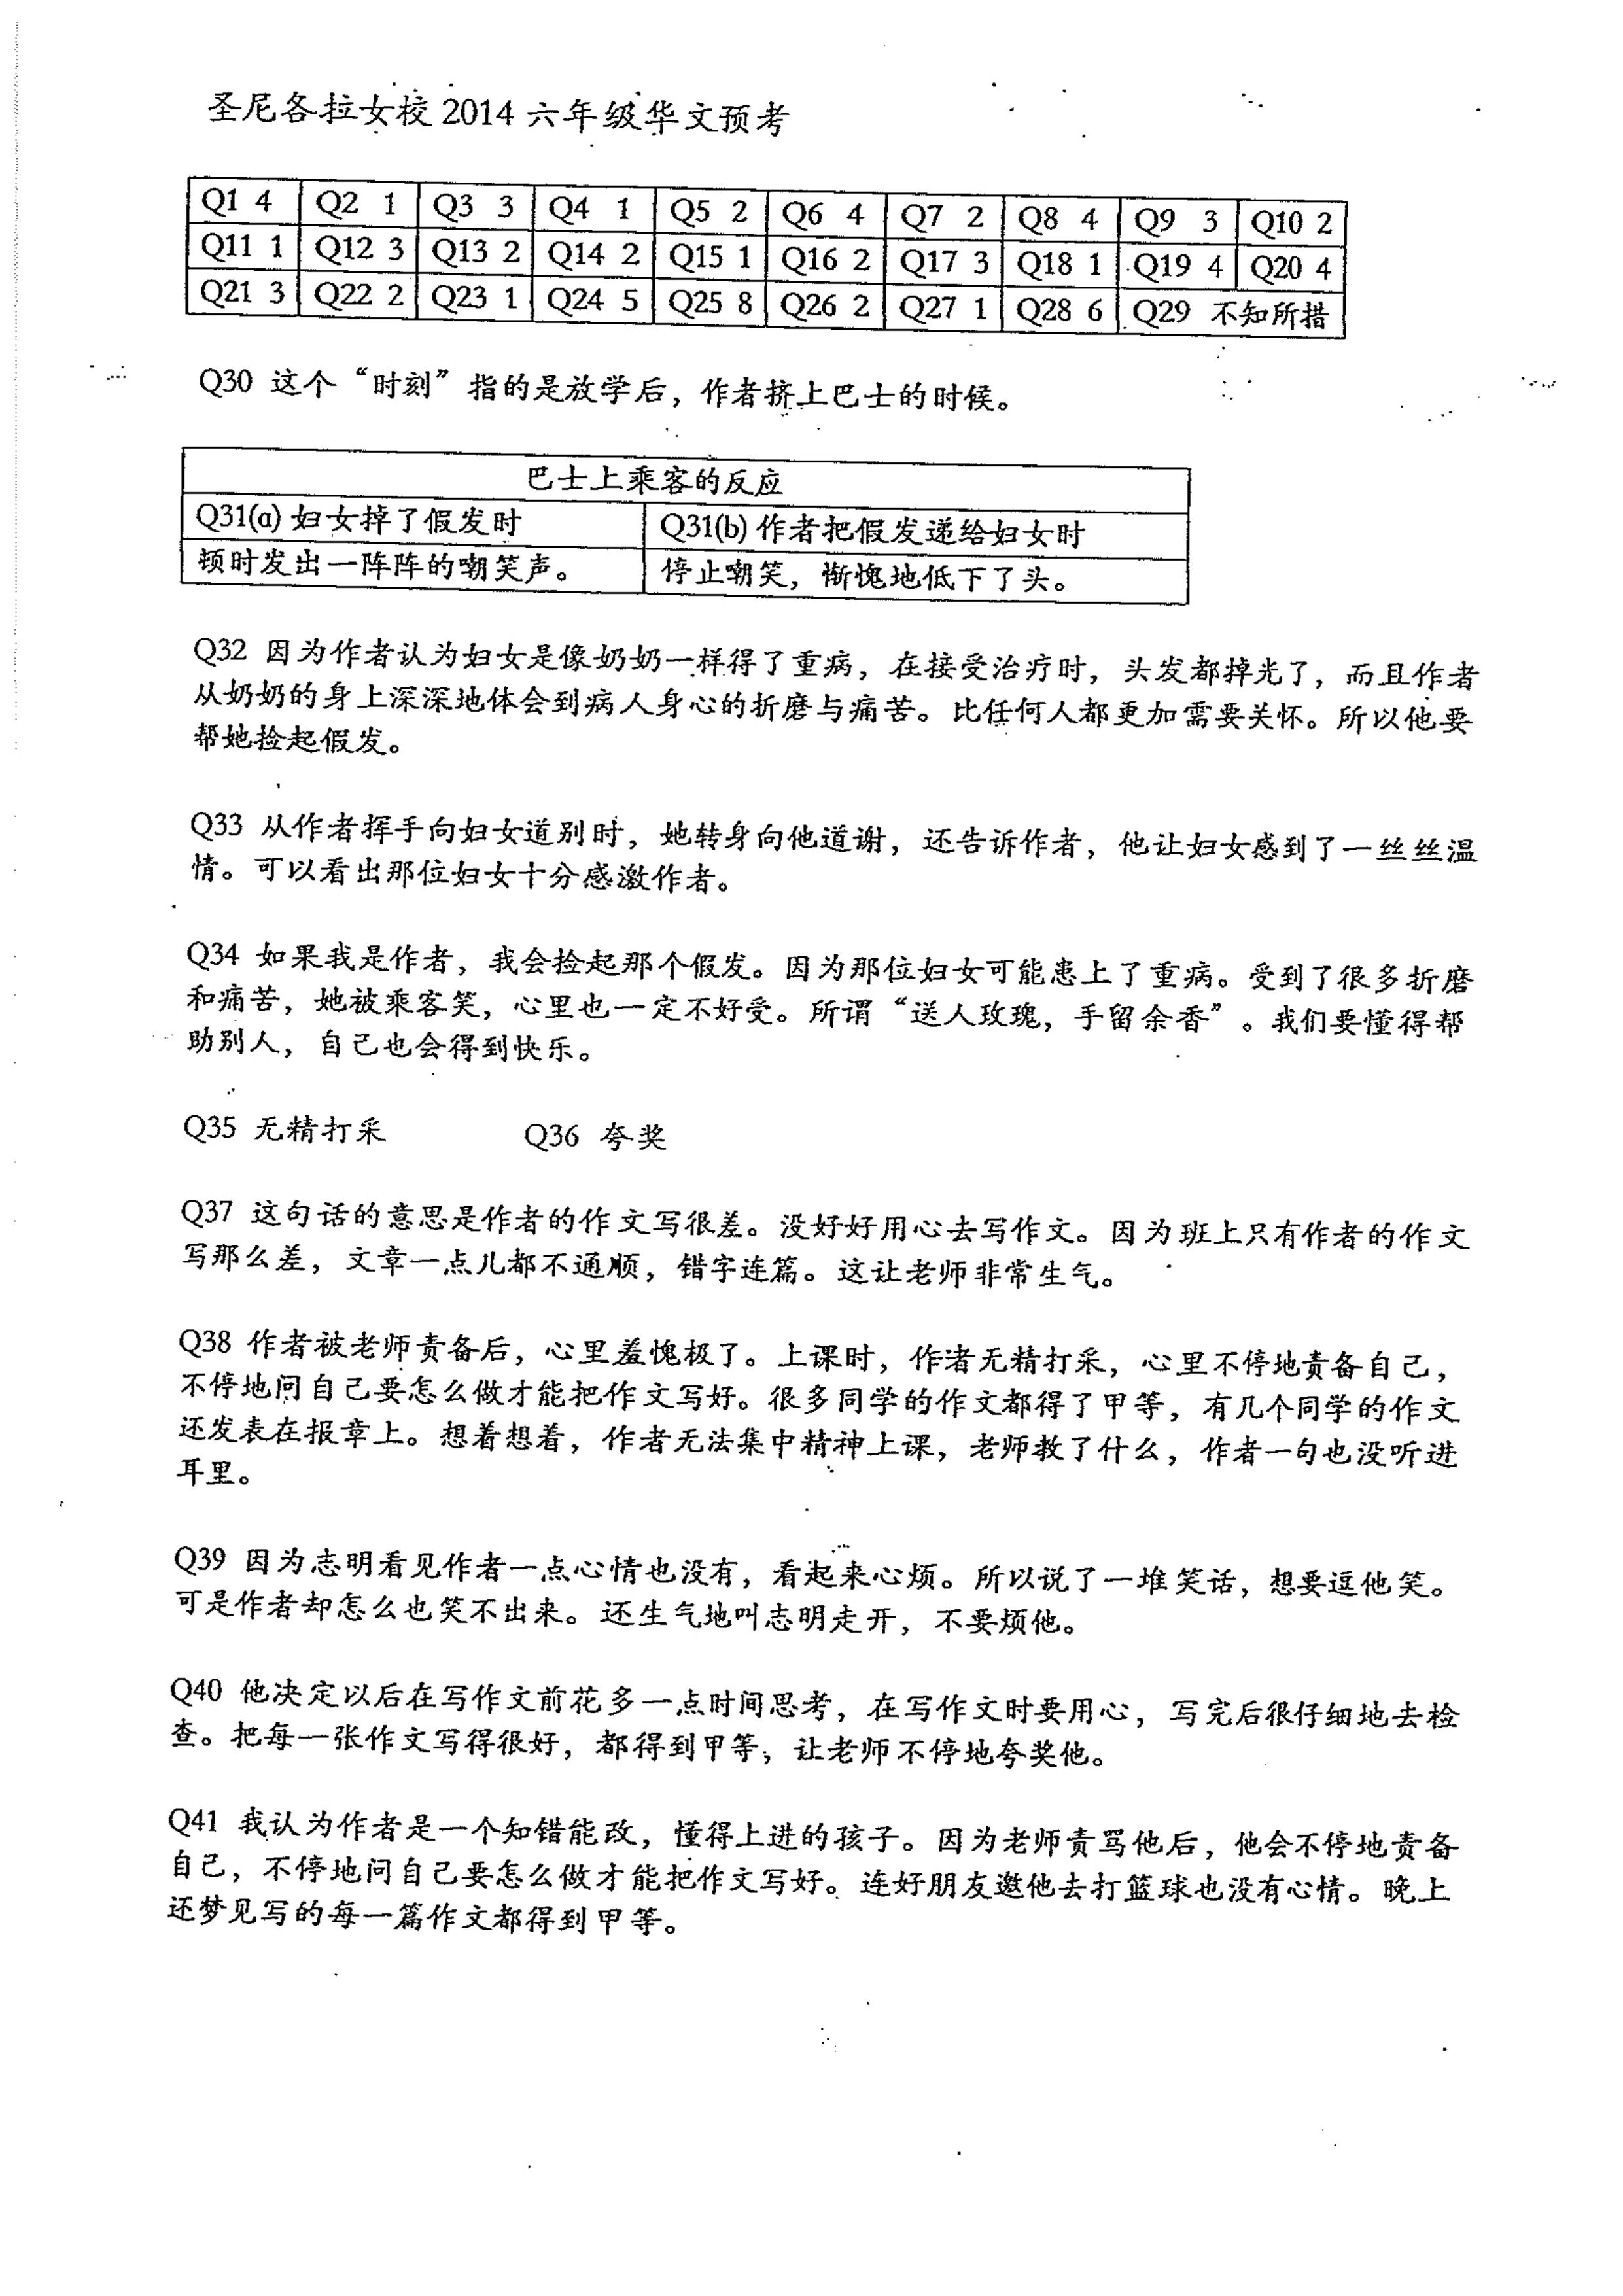 圣尼各拉女校 2014 六年级华文预考
Q1 4 Q2 1 Q3 3 Q4 1 Q5 2 Q6 4 Q7 2 Q8 4 Q9 3 Q10 2
Q11 1 Q12 3 Q13 2 Q14 2 Q15 1 Q16 2 Q17 3 Q18 1 Q19 4 Q20 4
Q21 3 Q22 2 Q23 1 Q24 5 Q25 8 Q26 2 Q27 1 Q28 6 Q29 不知所措
Q30 这个“时刻”指的是放学后，作者挤上巴士的时候。
巴士上乘客的反应
Q31(a) 妇女掉了假发时 Q31(b) 作者把假发递给妇女时
顿时发出一阵阵的嘲笑声。 停止嘲笑，惭愧地低下了头。
Q32 因为作者认为妇女是像奶奶一样得了重病，在接受治疗时，头发都掉光了，而且作者
从奶奶的身上深深地体会到病人身心的折磨与痛苦。比任何人都更加需要关怀。所以他要
帮她捡起假发。
Q33 从作者挥手向妇女道别时，她转身向他道谢，还告诉作者，他让妇女感到了一丝丝温
情。可以看出那位妇女十分感激作者。
Q34 如果我是作者，我会捡起那个假发。因为那位妇女可能患上了重病。受到了很多折磨
和痛苦，她被乘客笑，心里也一定不好受。所谓“送人玫瑰，手留余香”。我们要懂得帮
助别人，自己也会得到快乐。
Q35 无精打采 Q36 夸奖
Q37 这句话的意思是作者的作文写很差。没好好用心去写作文。因为班上只有作者的作文
写那么差，文章一点儿都不通顺，错字连篇。这让老师非常生气。
Q38 作者被老师责备后，心里羞愧极了。上课时，作者无精打采，心里不停地责备自己，
不停地问自己要怎么做才能把作文写好。很多同学的作文都得了甲等，有几个同学的作文
还发表在报章上。想着想着，作者无法集中精神上课，老师教了什么，作者一句也没听进
耳里。
Q39 因为志明看见作者一点心情也没有，看起来心烦。所以说了一堆笑话，想要逗他笑。
可是作者却怎么也笑不出来。还生气地叫志明走开，不要烦他。
Q40 他决定以后在写作文前花多一点时间思考，在写作文时要用心，写完后很仔细地去检
查。把每一张作文写得很好，都得到甲等，让老师不停地夸奖他。
Q41 我认为作者是一个知错能改，懂得上进的孩子。因为老师责骂他后，他会不停地责备
自己，不停地问自己要怎么做才能把作文写好。连好朋友邀他去打篮球也没有心情。晚上
还梦见写的每一篇作文都得到甲等。